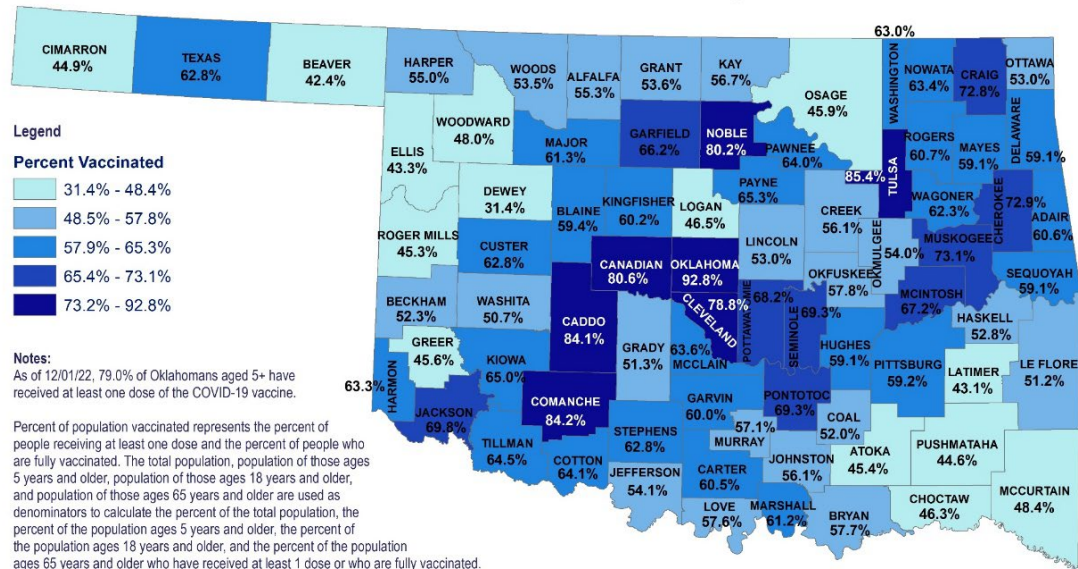 63.0%
CIMARRON
44.9%
TEXAS
62.8%
BEAVER
42.4%
HARPER
55.0%
WOODS
53.5%
ALFALFA
55.3%
GRANT
53.6%
KAY
56.7%
OSAGE
45.9%
WASHINGTON
NOWATA
63.4%
CRAIG
72.8%
OTTAWA
53.0%
Legend
Percent Vaccinated
31.4% - 48.4%
48.5% - 57.8%
57.9% - 65.3%
65.4% - 73.1%
73.2% - 92.8%
WOODWARD
48.0%
ELLIS
43.3%
MAJOR
61.3%
GARFIELD
66.2%
NOBLE
80.2%
PAWNEE
64.0%
85.4%
TULSA
ROGERS
60.7%
MAYES
59.1%
DELAWARE
59.1%
DEWEY
31.4%
BLAINE
59.4%
KINGFISHER
60.2%
LOGAN
46.5%
PAYNE
65.3%
CREEK
56.1%
WAGONER
62.3%
CHEROKEE
72.9%
ADAIR
60.6%
ROGER MILLS
45.3%
CUSTER
62.8%
CANADIAN
80.6%
OKLAHOMA
92.8%
LINCOLN
53.0%
OKMULGEE
54.0%
MUSKOGEE
73.1%
SEQUOYAH
59.1%
OKFUSKEE
57.8%
MCINTOSH
67.2%
BECKHAM
52.3%
WASHITA
50.7%
CADDO
84.1%
GRADY
51.3%
CLEVELAND
78.8%
POTTAWATOMIE
68.2%
SEMINOLE
69.3%
HUGHES
59.1%
HASKELL
52.8%
PITTSBURG
59.2%
LATIMER
43.1%
LE FLORE
51.2%
GREER
45.6%
KIOWA
65.0%
63.6%
MCCLAIN
63.3%
HARMON
JACKSON
69.8%
COMANCHE
84.2%
GARVIN
60.0%
PONTOTOC
69.3%
COAL
52.0%
TILLMAN
64.5%
COTTON
64.1%
STEPHENS
62.8%
57.1%
MURRAY
JOHNSTON
56.1%
ATOKA
45.4%
PUSHMATAHA
44.6%
MCCURTAIN
48.4%
JEFFERSON
54.1%
CARTER
60.5%
LOVE
57.6%
MARSHALL
61.2%
BRYAN
57.7%
CHOCTAW
46.3%
Notes:
As of 12/01/22, 79.0% of Oklahomans aged 5+ have
received at least one dose of the COVID-19 vaccine.
Percent of population vaccinated represents the percent of
people receiving at least one dose and the percent of people who
are fully vaccinated. The total population, population of those ages
5 years and older, population of those ages 18 years and older,
and population of those ages 65 years and older are used as
denominators to calculate the percent of the total population, the
percent of the population ages 5 years and older, the percent of
the population ages 18 years and older, and the percent of the population
ages 65 years and older who have received at least 1 dose or who are fully vaccinated.